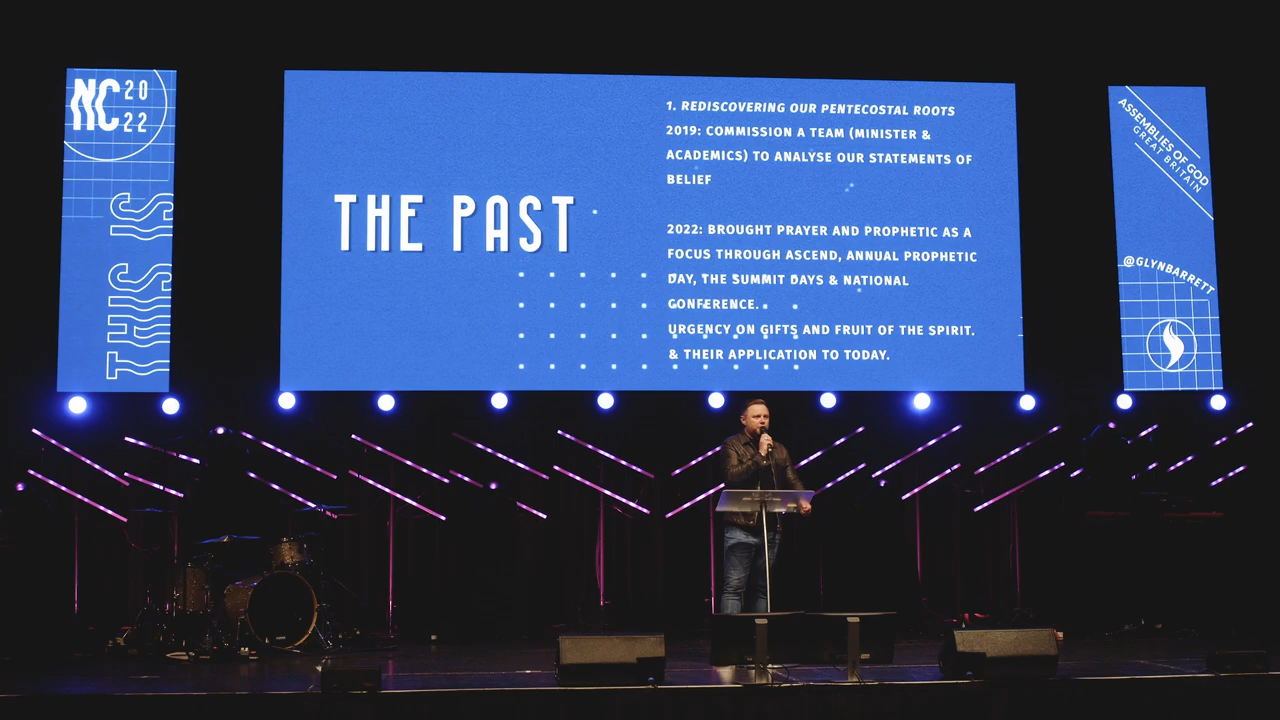 NC 20
22
THIS IS
THE PAST
1. REDISCOVERING OUR PENTECOSTAL ROOTS
2019: COMMISSION A TEAM (MINISTER &
ACADEMICS) TO ANALYSE OUR STATEMENTS OF
BELIEF
2022: BROUGHT PRAYER AND PROPHETIC AS A
FOCUS THROUGH ASCEND, ANNUAL PROPHETIC
DAY, THE SUMMIT DAYS & NATIONAL
CONFERENCE.
URGENCY ON GIFTS AND FRUIT OF THE SPIRIT.
& THEIR APPLICATION TO TODAY.
ASSEMBLIES OF GOD
GREAT BRITAIN
@GLYNBARRETT